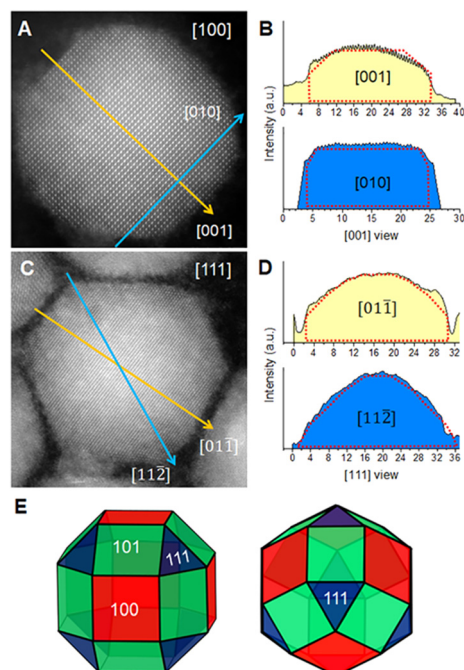 A
[100]
[010]
[001]
B
Intensity (a.u.)
[001]
0 4 8 12 16 20 24 28 32 36 40
[010]
0 5 10 15 20 25 30
[001] view
C
[111]
[011̄]
[112̄]
D
Intensity (a.u.)
[011̄]
0 4 8 12 16 20 24 28 32
[112̄]
0 4 8 12 16 20 24 28 32 36
[111] view
E
101
111
100
111